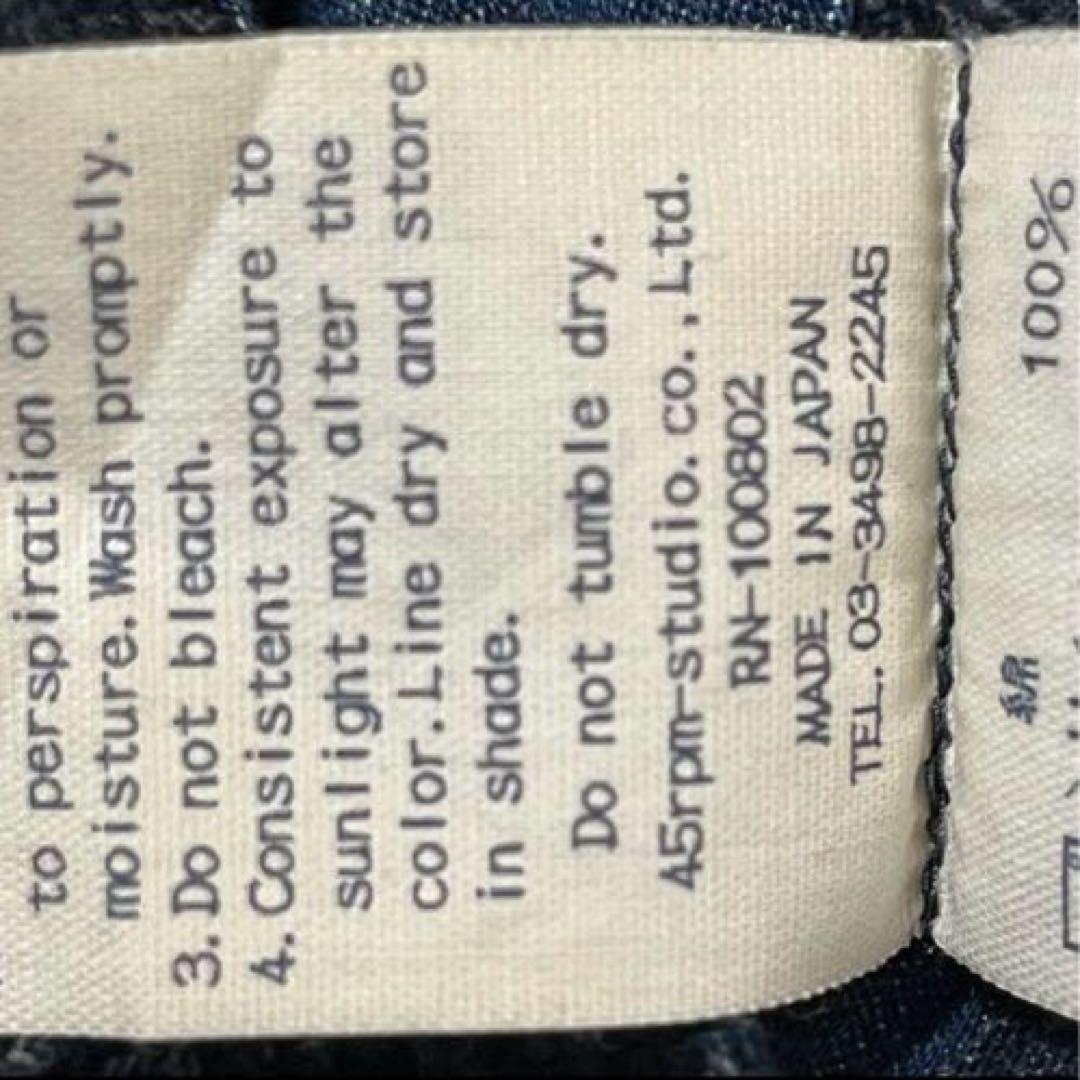 to perspiration or
moisture.Wash promptly.
3.Do not bleach.
4.Consistent exposure to
sunlight may alter the
color.Line dry and store
in shade.
Do not tumble dry.
45rpm-studio.co.,Ltd.
RN-100802
MADE IN JAPAN
TEL.03-3498-2245
綿 100%